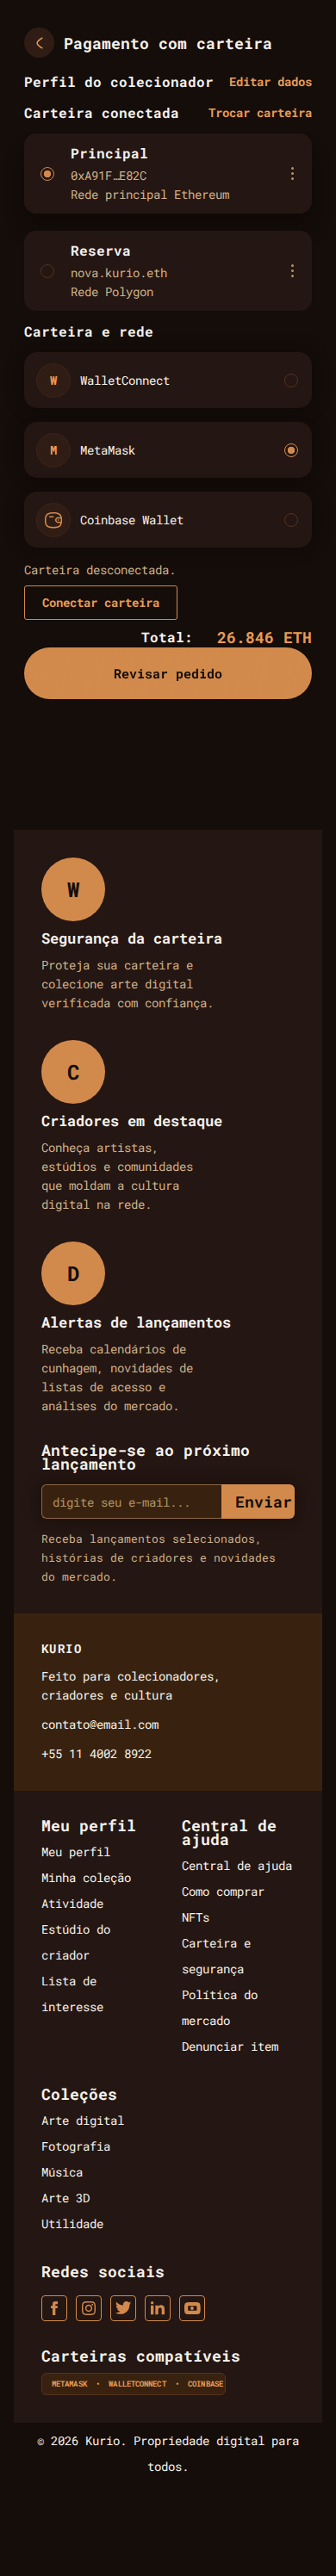 Pagamento com carteira
Perfil do colecionador Editar dados
Carteira conectada Trocar carteira
Principal
0xA91F…E82C
Rede principal Ethereum
Reserva
nova.kurio.eth
Rede Polygon
Carteira e rede
W WalletConnect
M MetaMask
Coinbase Wallet
Carteira desconectada.
Conectar carteira
Total: 26.846 ETH
Revisar pedido
W
Segurança da carteira
Proteja sua carteira e
colecione arte digital
verificada com confiança.
C
Criadores em destaque
Conheça artistas,
estúdios e comunidades
que moldam a cultura
digital na rede.
D
Alertas de lançamentos
Receba calendários de
cunhagem, novidades de
listas de acesso e
análises do mercado.
Antecipe-se ao próximo
lançamento
digite seu e-mail... Enviar
Receba lançamentos selecionados,
histórias de criadores e novidades
do mercado.
KURIO
Feito para colecionadores,
criadores e cultura
contato@email.com
+55 11 4002 8922
Meu perfil
Meu perfil
Minha coleção
Atividade
Estúdio do
criador
Lista de
interesse
Central de
ajuda
Central de ajuda
Como comprar
NFTs
Carteira e
segurança
Política do
mercado
Denunciar item
Coleções
Arte digital
Fotografia
Música
Arte 3D
Utilidade
Redes sociais
Carteiras compatíveis
METAMASK • WALLETCONNECT • COINBASE
© 2026 Kurio. Propriedade digital para
todos.